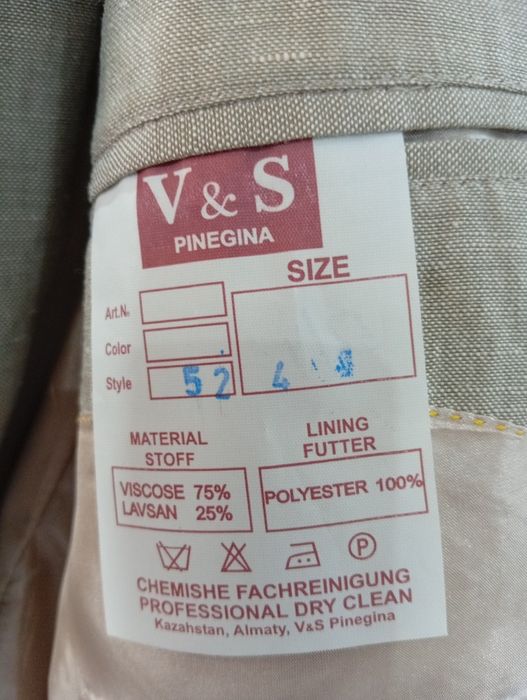 V & S
PINEGINA
SIZE
Art.№
Color
Style 52 4
MATERIAL
STOFF
VISCOSE 75%
LAVSAN 25%
LINING
FUTTER
POLYESTER 100%
P
CHEMISHE FACHREINIGUNG
PROFESSIONAL DRY CLEAN
Kazahstan, Almaty, V&S Pinegina